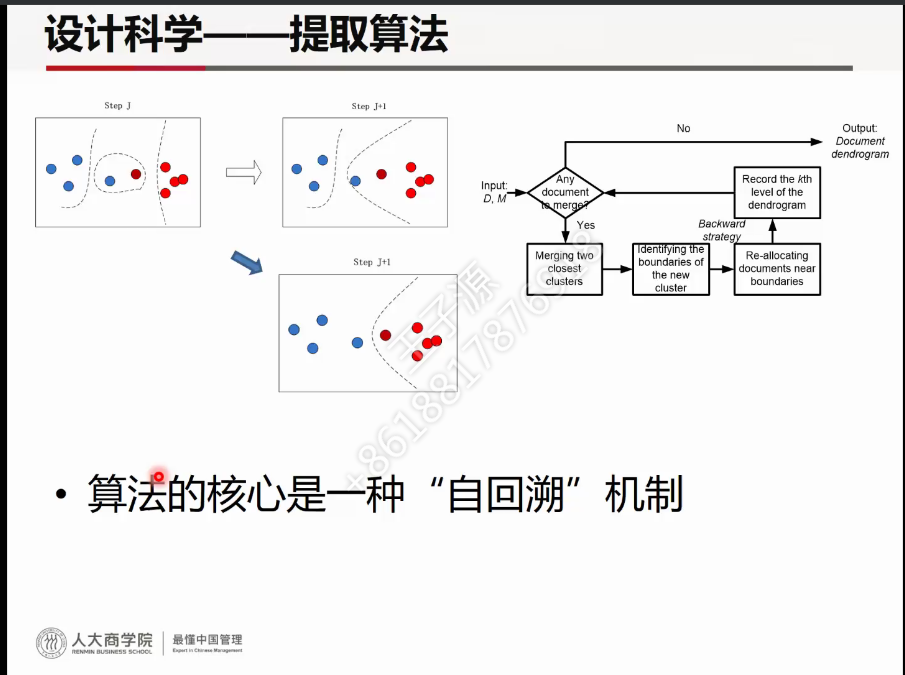 设计科学——提取算法
Step J
Step J+1
Step J+1
No
Output:
Document
dendrogram
Input:
D, M
Any
document
to merge?
Yes
Record the kth
level of the
dendrogram
Backward
strategy
Merging two
closest
clusters
Identifying the
boundaries of
the new
cluster
Re-allocating
documents near
boundaries
• 算法的核心是一种“自回溯”机制
人大商学院
RENMIN BUSINESS SCHOOL
最懂中国管理
Expert in Chinese Management